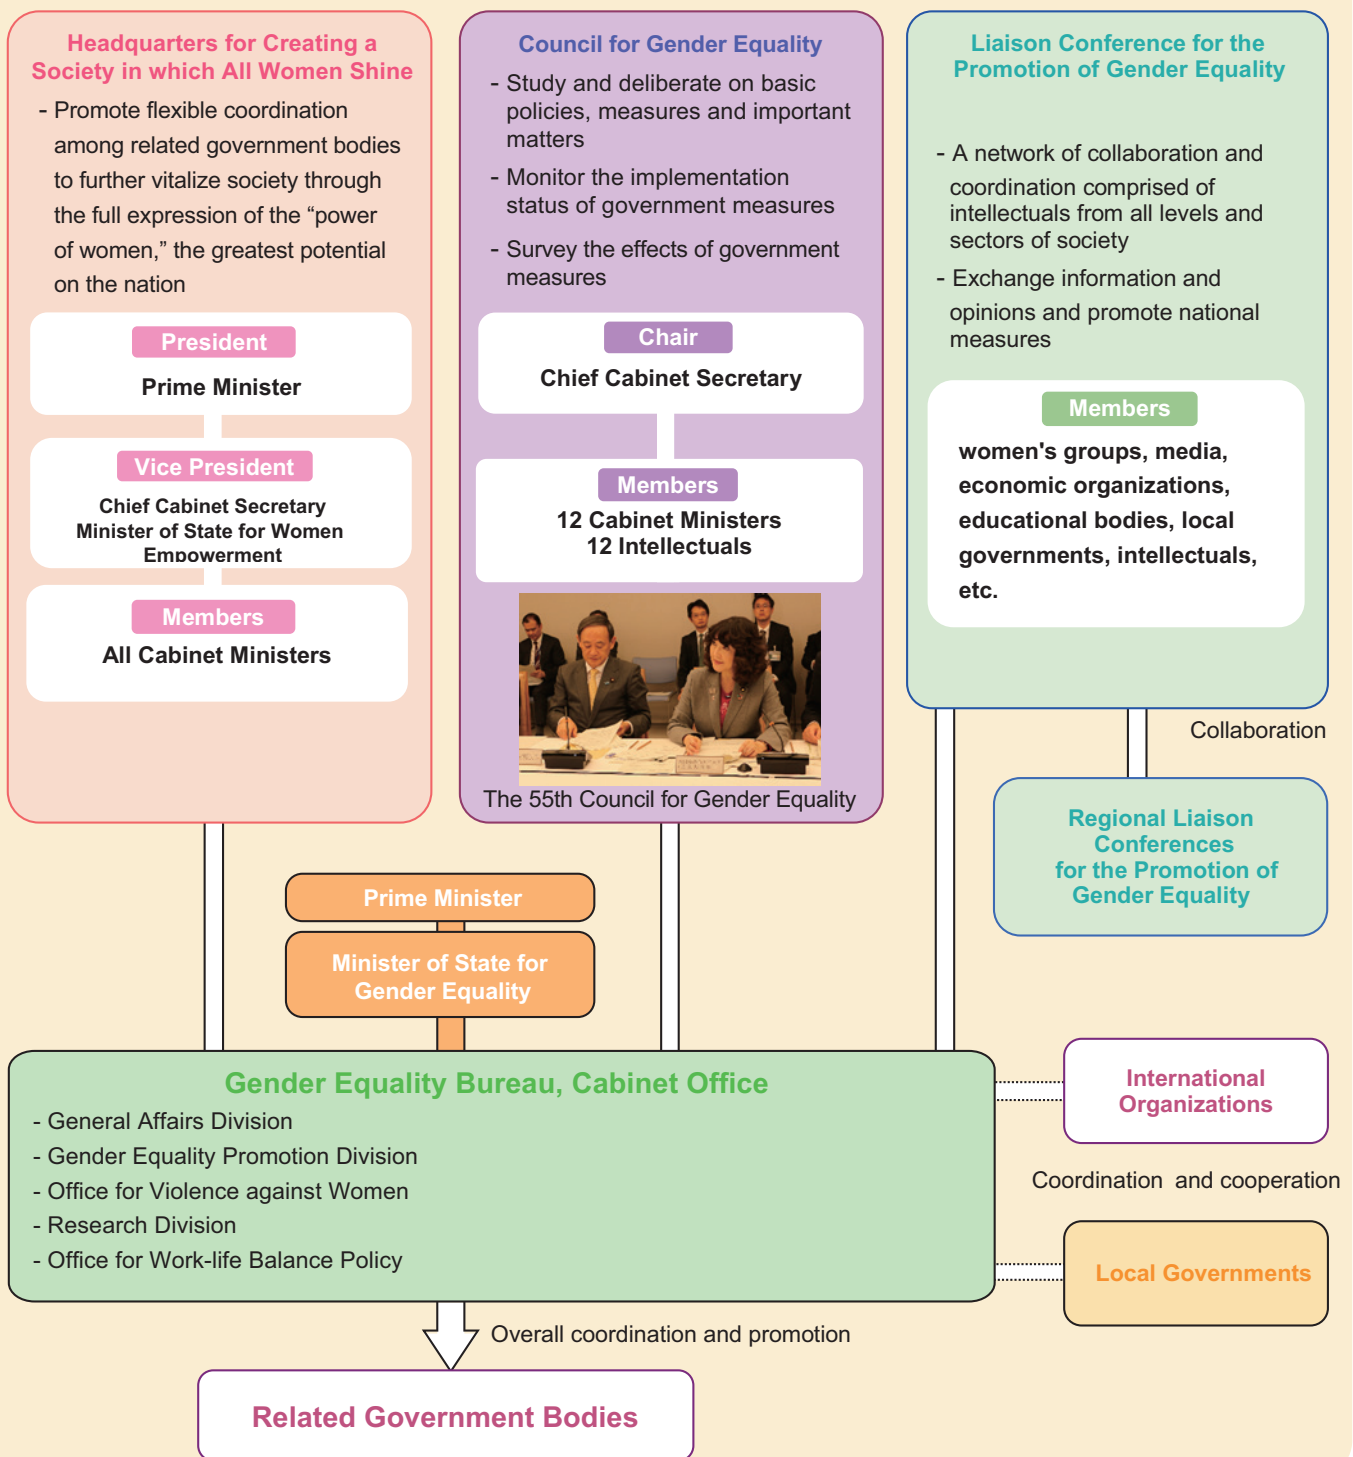 Headquarters for Creating a
Society in which All Women Shine
- Promote flexible coordination
among related government bodies
to further vitalize society through
the full expression of the “power
of women,” the greatest potential
on the nation
President
Prime Minister
Vice President
Chief Cabinet Secretary
Minister of State for Women
Empowerment
Members
All Cabinet Ministers
Council for Gender Equality
- Study and deliberate on basic
policies, measures and important
matters
- Monitor the implementation
status of government measures
- Survey the effects of government
measures
Chair
Chief Cabinet Secretary
Members
12 Cabinet Ministers
12 Intellectuals
The 55th Council for Gender Equality
Liaison Conference for the
Promotion of Gender Equality
- A network of collaboration and
coordination comprised of
intellectuals from all levels and
sectors of society
- Exchange information and
opinions and promote national
measures
Members
women's groups, media,
economic organizations,
educational bodies, local
governments, intellectuals,
etc.
Collaboration
Regional Liaison
Conferences
for the Promotion of
Gender Equality
Prime Minister
Minister of State for
Gender Equality
Gender Equality Bureau, Cabinet Office
- General Affairs Division
- Gender Equality Promotion Division
- Office for Violence against Women
- Research Division
- Office for Work-life Balance Policy
International
Organizations
Coordination and cooperation
Local Governments
Overall coordination and promotion
Related Government Bodies